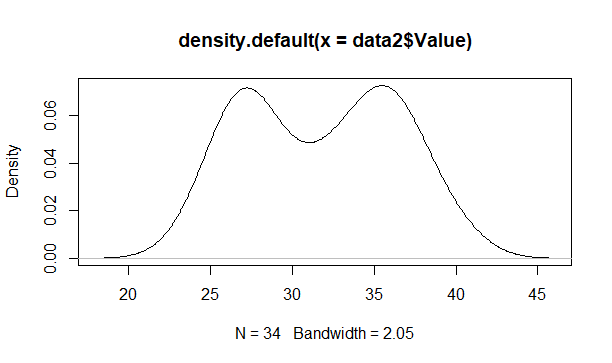 density.default(x = data2$Value)
Density
0.06
0.04
0.02
0.00
20 25 30 35 40 45
N = 34 Bandwidth = 2.05